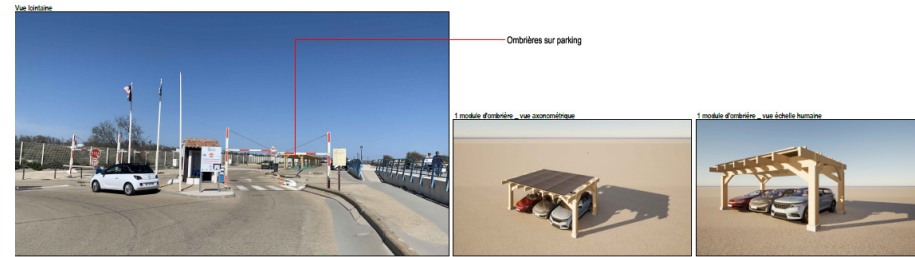 Vue lointaine
Ombrières sur parking
1 module d'ombrière _ vue axonométrique
1 module d'ombrière _ vue échelle humaine